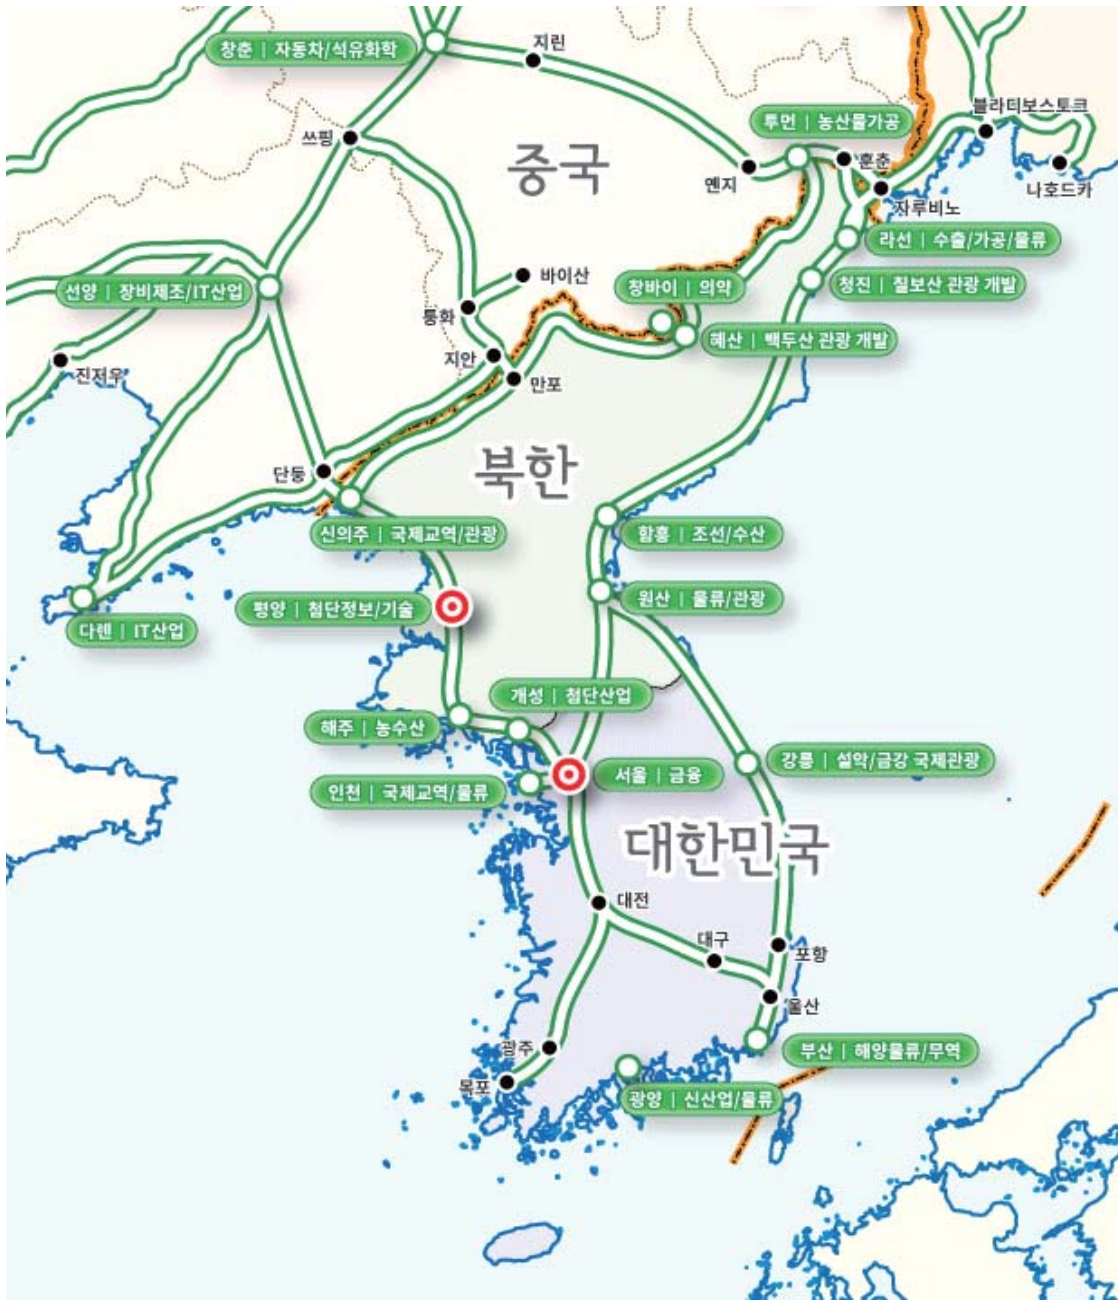 창춘 | 자동차/석유화학
지린
블라디보스토크
투먼 | 농산물가공
쓰핑
중국
훈춘
옌지
나호드카
자루비노
라선 | 수출/가공/물류
바이산
선양 | 장비제조/IT산업
창바이 | 의약
청진 | 칠보산 관광 개발
통화
혜산 | 백두산 관광 개발
지안
진저우
만포
북한
단둥
신의주 | 국제교역/관광
함흥 | 조선/수산
평양 | 첨단정보/기술
원산 | 물류/관광
다롄 | IT산업
개성 | 첨단산업
해주 | 농수산
강릉 | 설악/금강 국제관광
서울 | 금융
인천 | 국제교역/물류
대한민국
대전
대구
포항
울산
광주
부산 | 해양물류/무역
목포
광양 | 신산업/물류